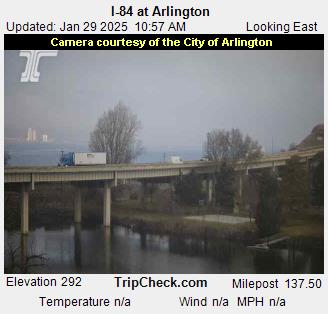 I-84 at Arlington
Updated: Jan 29 2025 10:57 AM Looking East
Camera courtesy of the City of Arlington
Elevation 292 TripCheck.com Milepost 137.50
Temperature n/a Wind n/a MPH n/a